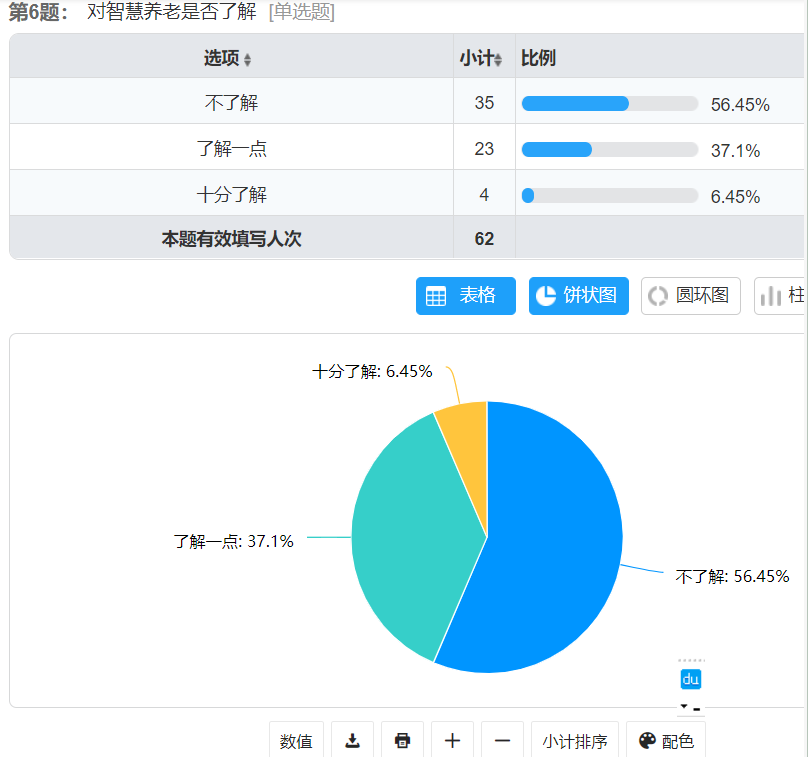 第6题: 对智慧养老是否了解 [单选题]
选项 小计 比例
不了解 35 56.45%
了解一点 23 37.1%
十分了解 4 6.45%
本题有效填写人次 62
表格 饼状图 圆环图 柱
十分了解: 6.45%
了解一点: 37.1%
不了解: 56.45%
du
数值 小计排序 配色